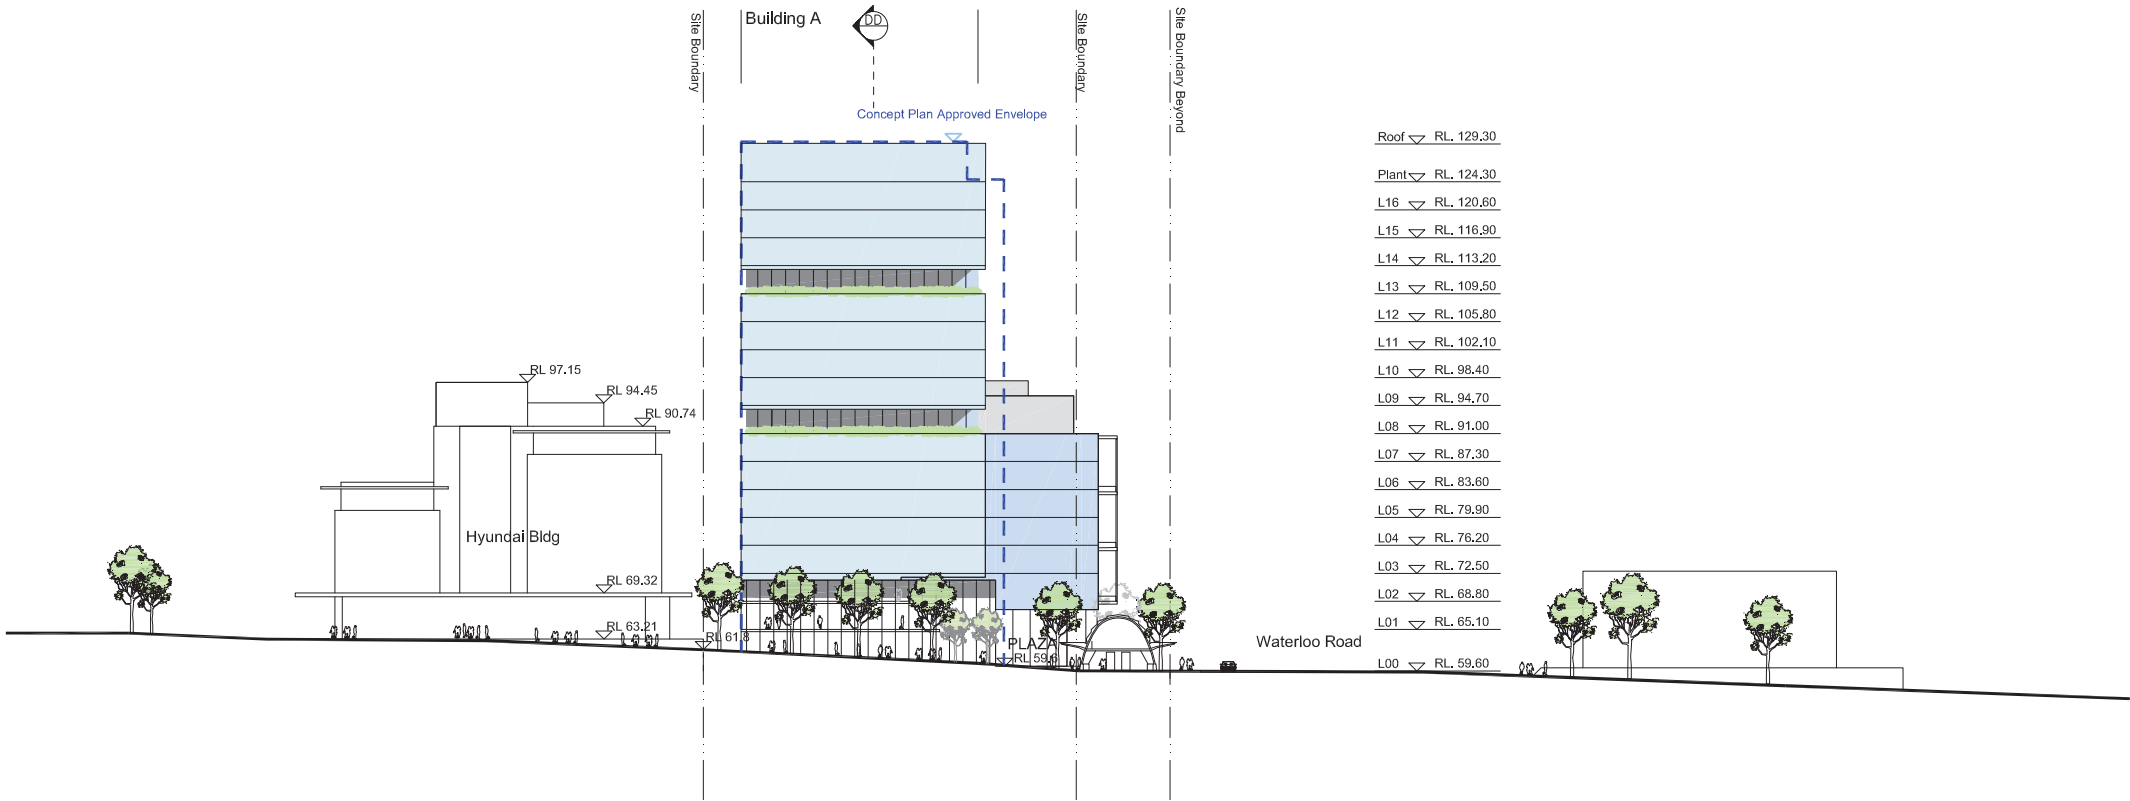 Site Boundary
Building A
DD
Site Boundary
Site Boundary Beyond
Concept Plan Approved Envelope
Roof RL. 129.30
Plant RL. 124.30
L16 RL. 120.60
L15 RL. 116.90
L14 RL. 113.20
L13 RL. 109.50
L12 RL. 105.80
L11 RL. 102.10
L10 RL. 98.40
L09 RL. 94.70
L08 RL. 91.00
L07 RL. 87.30
L06 RL. 83.60
L05 RL. 79.90
L04 RL. 76.20
L03 RL. 72.50
L02 RL. 68.80
L01 RL. 65.10
L00 RL. 59.60
RL 97.15
RL 94.45
RL 90.74
Hyundai Bldg
RL 69.32
RL 63.21
RL 61.8
PLAZA
RL 59.6
Waterloo Road